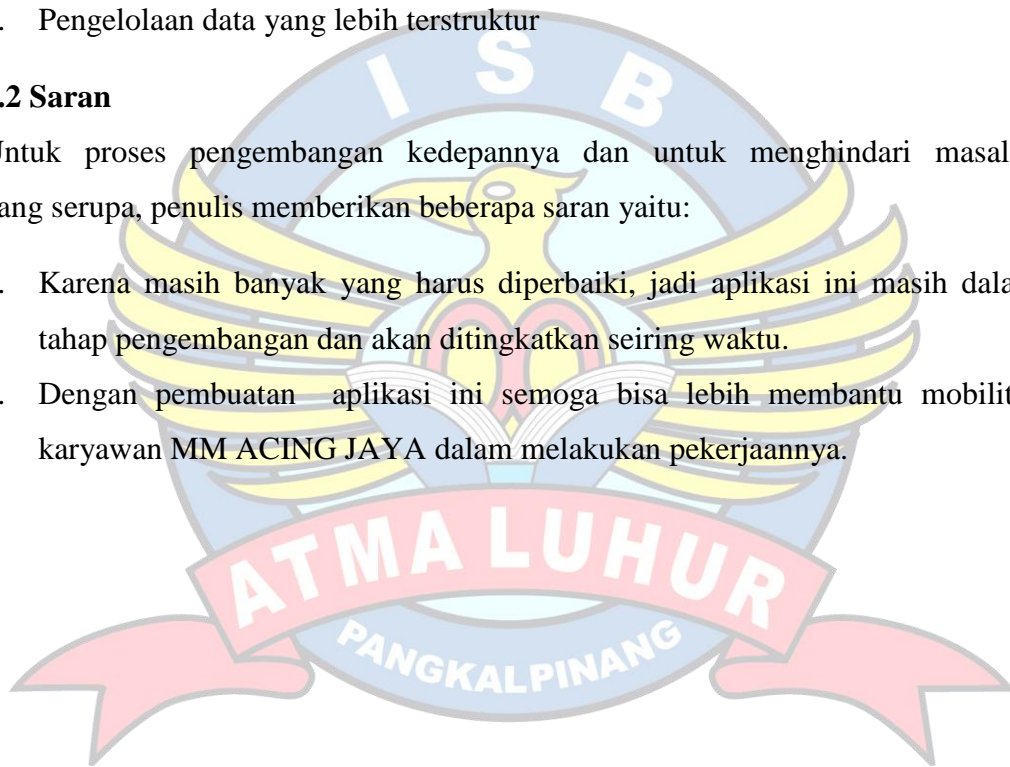 . Pengelolaan data yang lebih terstruktur
.2 Saran
Untuk proses pengembangan kedepannya dan untuk menghindari masal
ang serupa, penulis memberikan beberapa saran yaitu:
. Karena masih banyak yang harus diperbaiki, jadi aplikasi ini masih dala
tahap pengembangan dan akan ditingkatkan seiring waktu.
. Dengan pembuatan aplikasi ini semoga bisa lebih membantu mobilit
karyawan MM ACING JAYA dalam melakukan pekerjaannya.
ISB
ATMA LUHUR
PANGKALPINANG